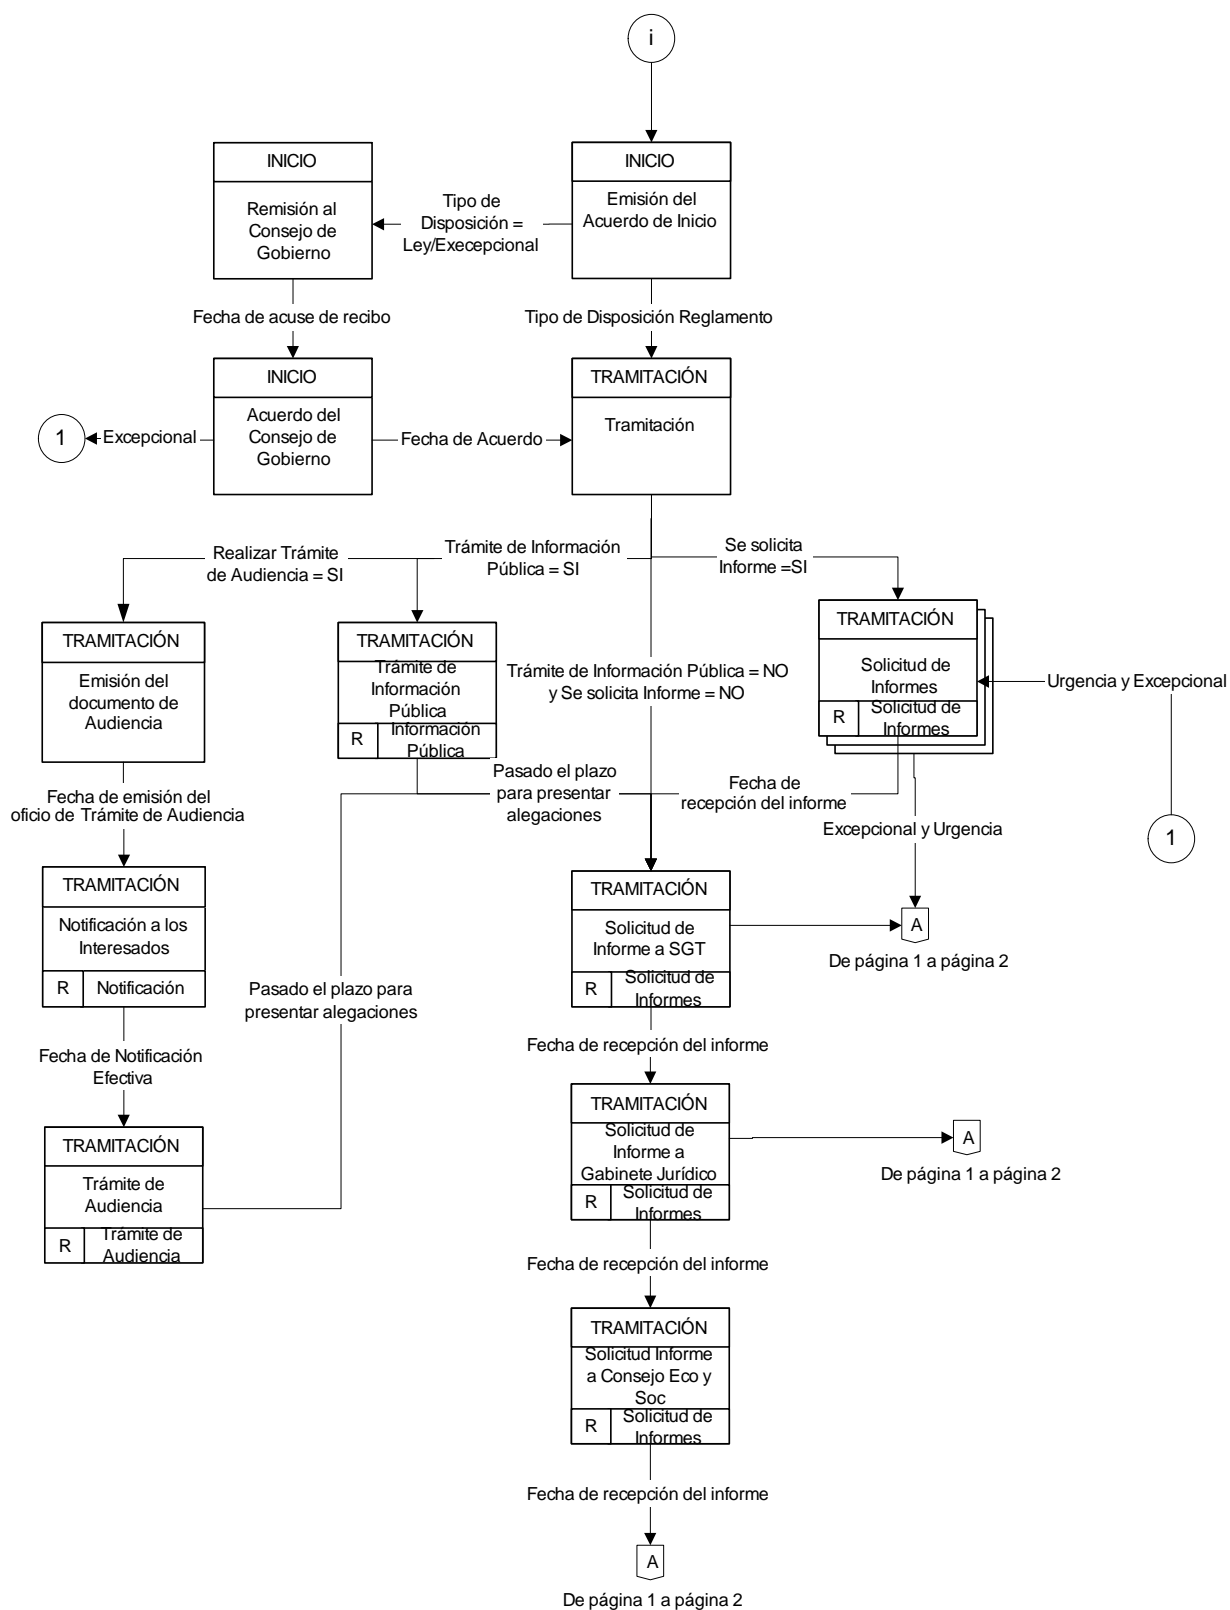 i
INICIO
Remisión al
Consejo de
Gobierno
Tipo de
Disposición =
Ley/Execepcional
INICIO
Emisión del
Acuerdo de Inicio
Fecha de acuse de recibo
Tipo de Disposición Reglamento
INICIO
Acuerdo del
Consejo de
Gobierno
1
Excepcional
Fecha de Acuerdo
TRAMITACIÓN
Tramitación
Realizar Trámite
de Audiencia = SI
Trámite de Información
Pública = SI
Se solicita
Informe =SI
TRAMITACIÓN
Emisión del
documento de
Audiencia
TRAMITACIÓN
Trámite de
Información
Pública
R
Información
Pública
Trámite de Información Pública = NO
y Se solicita Informe = NO
TRAMITACIÓN
Solicitud de
Informes
R
Solicitud de
Informes
Urgencia y Excepcional
1
Fecha de emisión del
oficio de Trámite de Audiencia
Pasado el plazo
para presentar
alegaciones
Fecha de
recepción del informe
Excepcional y Urgencia
TRAMITACIÓN
Notificación a los
Interesados
R
Notificación
TRAMITACIÓN
Solicitud de
Informe a SGT
R
Solicitud de
Informes
A
De página 1 a página 2
Pasado el plazo para
presentar alegaciones
Fecha de Notificación
Efectiva
Fecha de recepción del informe
TRAMITACIÓN
Trámite de
Audiencia
R
Trámite de
Audiencia
TRAMITACIÓN
Solicitud de
Informe a
Gabinete Jurídico
R
Solicitud de
Informes
A
De página 1 a página 2
Fecha de recepción del informe
TRAMITACIÓN
Solicitud Informe
a Consejo Eco y
Soc
R
Solicitud de
Informes
Fecha de recepción del informe
A
De página 1 a página 2